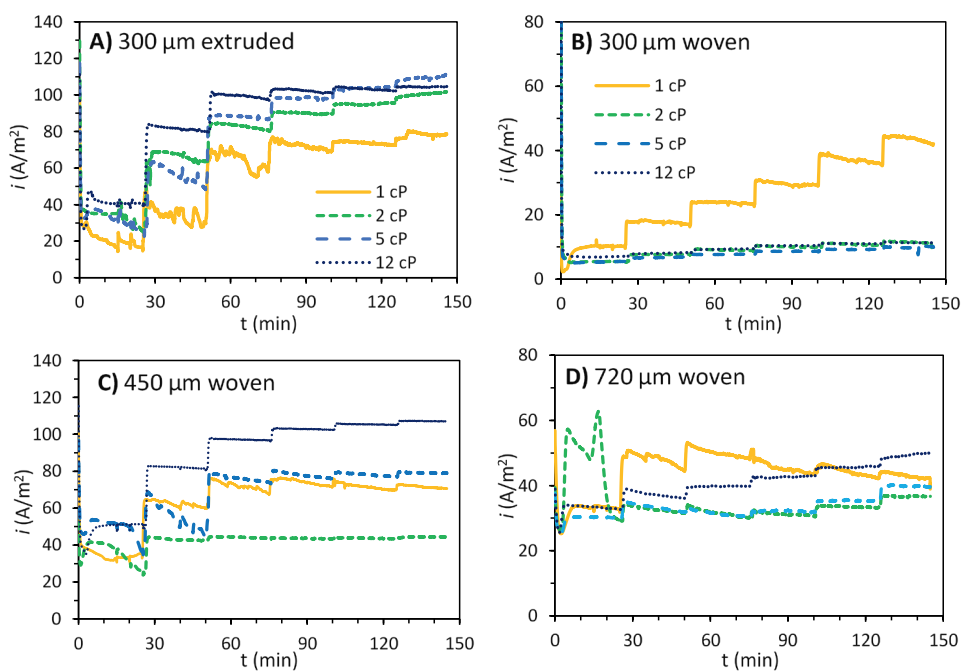 A) 300 µm extruded
i (A/m²)
140
120
100
80
60
40
20
0
0 30 60 90 120 150
t (min)
1 cP
2 cP
5 cP
12 cP
B) 300 µm woven
i (A/m²)
80
60
40
20
0
0 30 60 90 120 150
t (min)
1 cP
2 cP
5 cP
12 cP
C) 450 µm woven
i (A/m²)
140
120
100
80
60
40
20
0
0 30 60 90 120 150
t (min)
D) 720 µm woven
i (A/m²)
80
60
40
20
0
0 30 60 90 120 150
t (min)